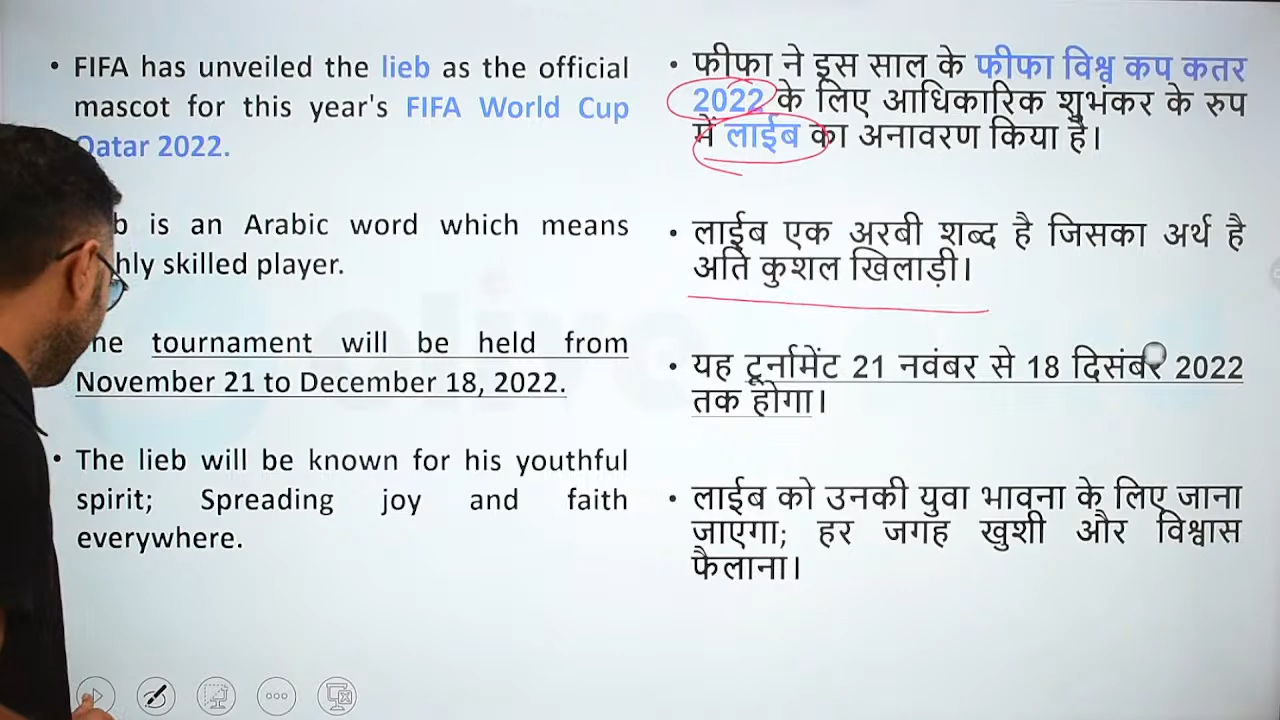 • FIFA has unveiled the lieb as the official
mascot for this year's FIFA World Cup
Qatar 2022.
b is an Arabic word which means
hly skilled player.
he tournament will be held from
November 21 to December 18, 2022.
• The lieb will be known for his youthful
spirit; Spreading joy and faith
everywhere.
• फीफा ने इस साल के फीफा विश्व कप कतर
2022 के लिए आधिकारिक शुभंकर के रुप
में लाईब का अनावरण किया है।
• लाईब एक अरबी शब्द है जिसका अर्थ है
अति कुशल खिलाड़ी।
• यह टूर्नामेंट 21 नवंबर से 18 दिसंबर 2022
तक होगा।
• लाईब को उनकी युवा भावना के लिए जाना
जाएगा; हर जगह खुशी और विश्वास
फैलाना।